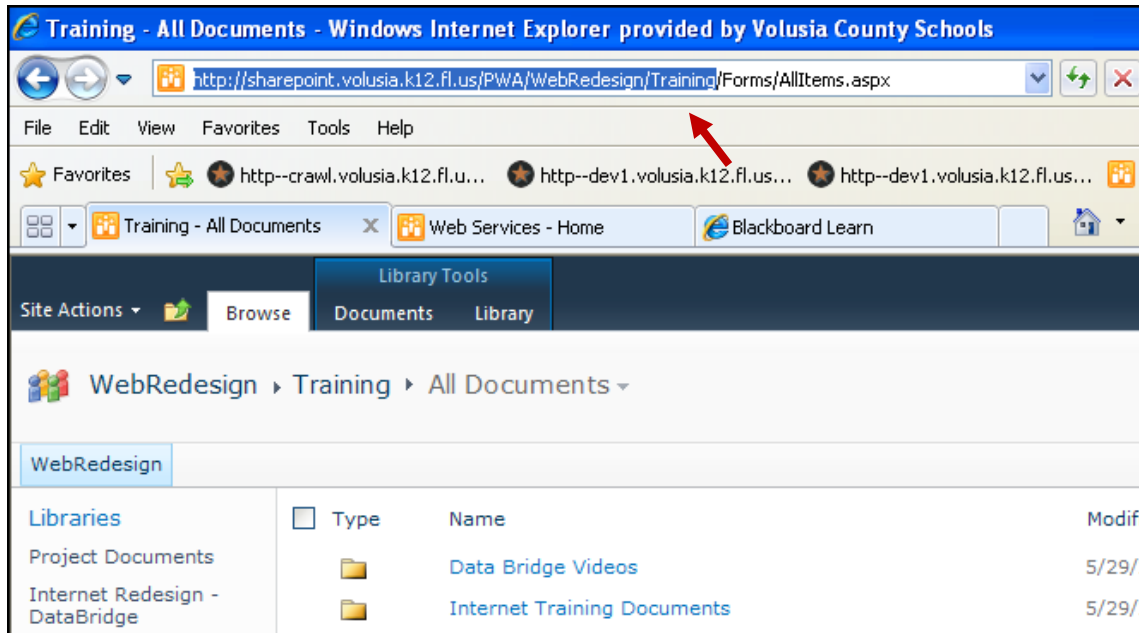 Training - All Documents - Windows Internet Explorer provided by Volusia County Schools
http://sharepoint.volusia.k12.fl.us/PWA/WebRedesign/Training/Forms/AllItems.aspx
File Edit View Favorites Tools Help
Favorites http--crawl.volusia.k12.fl.u... http--dev1.volusia.k12.fl.us... http--dev1.volusia.k12.fl.us...
Training - All Documents Web Services - Home Blackboard Learn
Library Tools
Site Actions Browse Documents Library
WebRedesign Training All Documents
WebRedesign
Libraries Type Name Modif
Project Documents Data Bridge Videos 5/29/
Internet Redesign - Internet Training Documents 5/29/
DataBridge